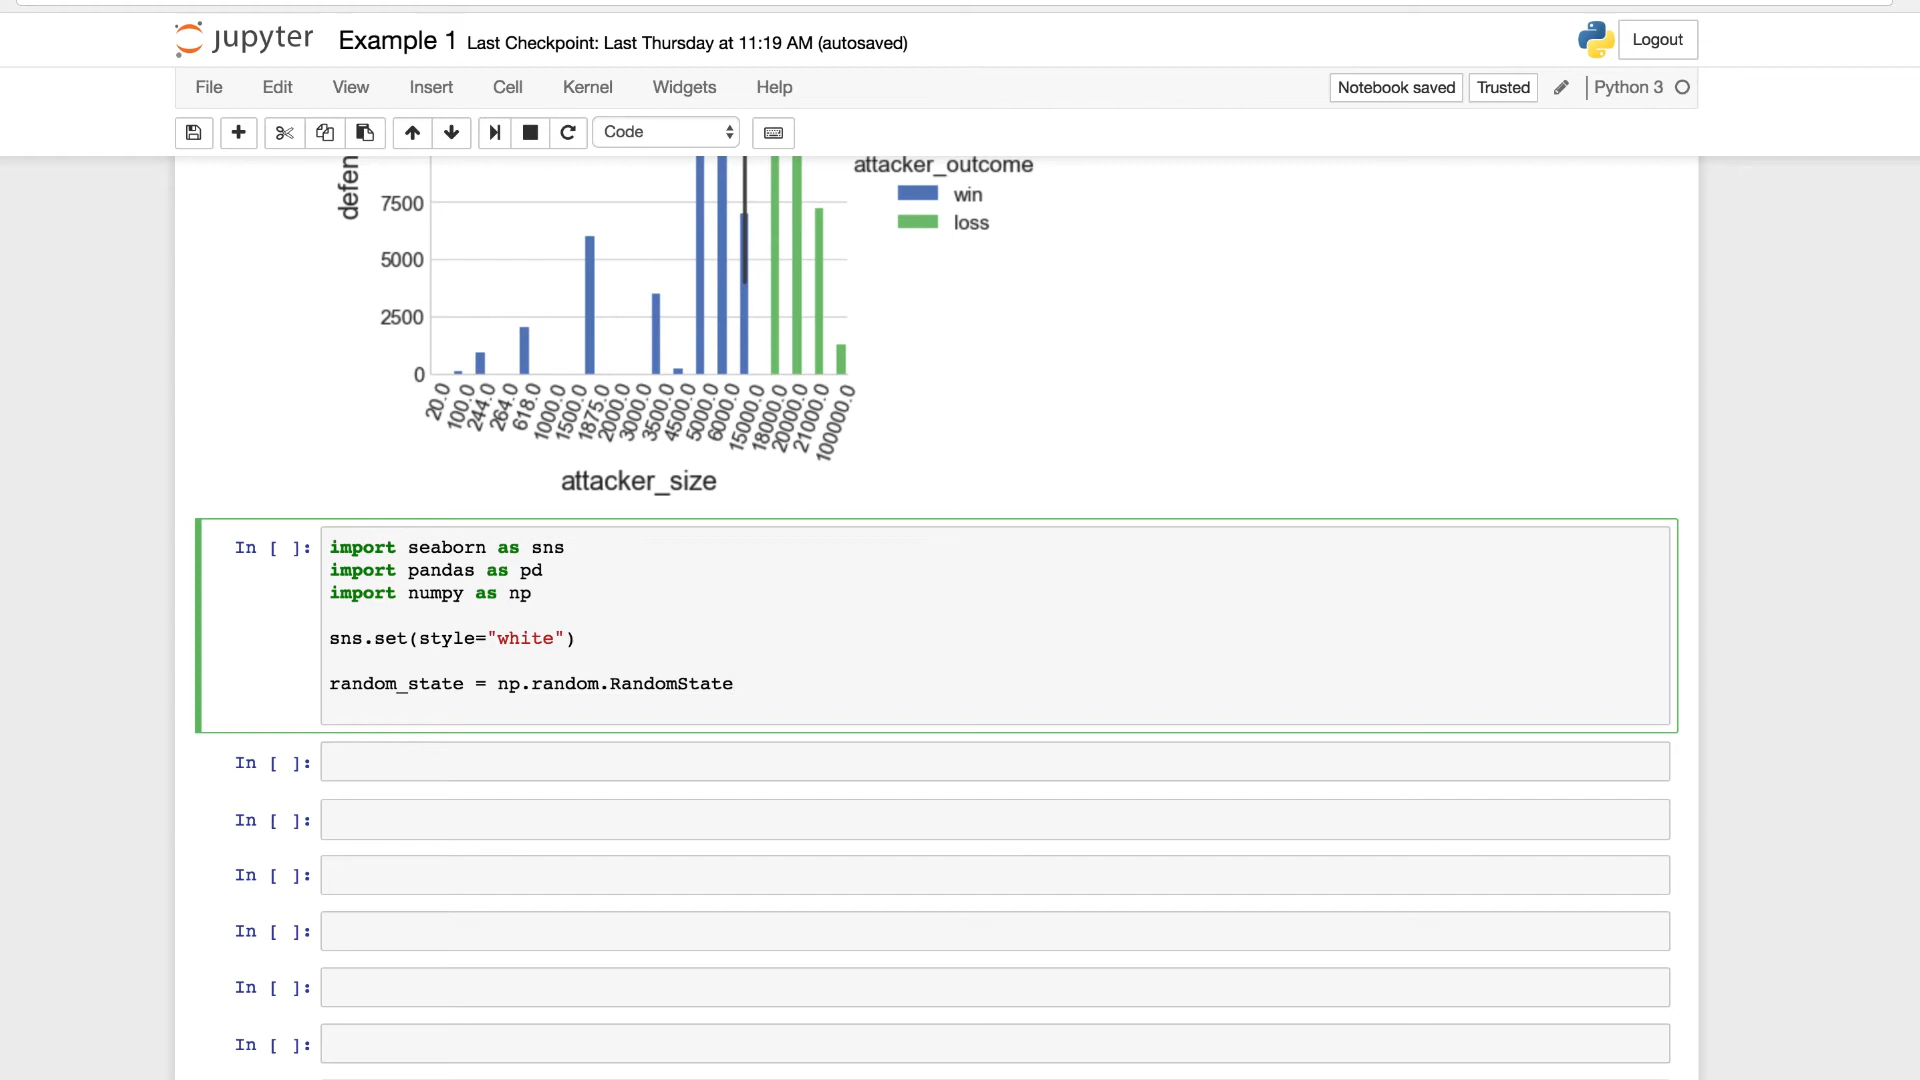 jupyter Example 1 Last Checkpoint: Last Thursday at 11:19 AM (autosaved) Logout
File Edit View Insert Cell Kernel Widgets Help Notebook saved Trusted Python 3
Code
defen
7500
5000
2500
0
attacker_outcome
win
loss
20.0 100.0 244.0 264.0 618.0 1000.0 1500.0 1875.0 2000.0 3000.0 3500.0 4500.0 5000.0 6000.0 15000.0 18000.0 20000.0 21000.0 100000.0
attacker_size
In [ ]: import seaborn as sns
import pandas as pd
import numpy as np
sns.set(style="white")
random_state = np.random.RandomState
In [ ]:
In [ ]:
In [ ]:
In [ ]:
In [ ]:
In [ ]: